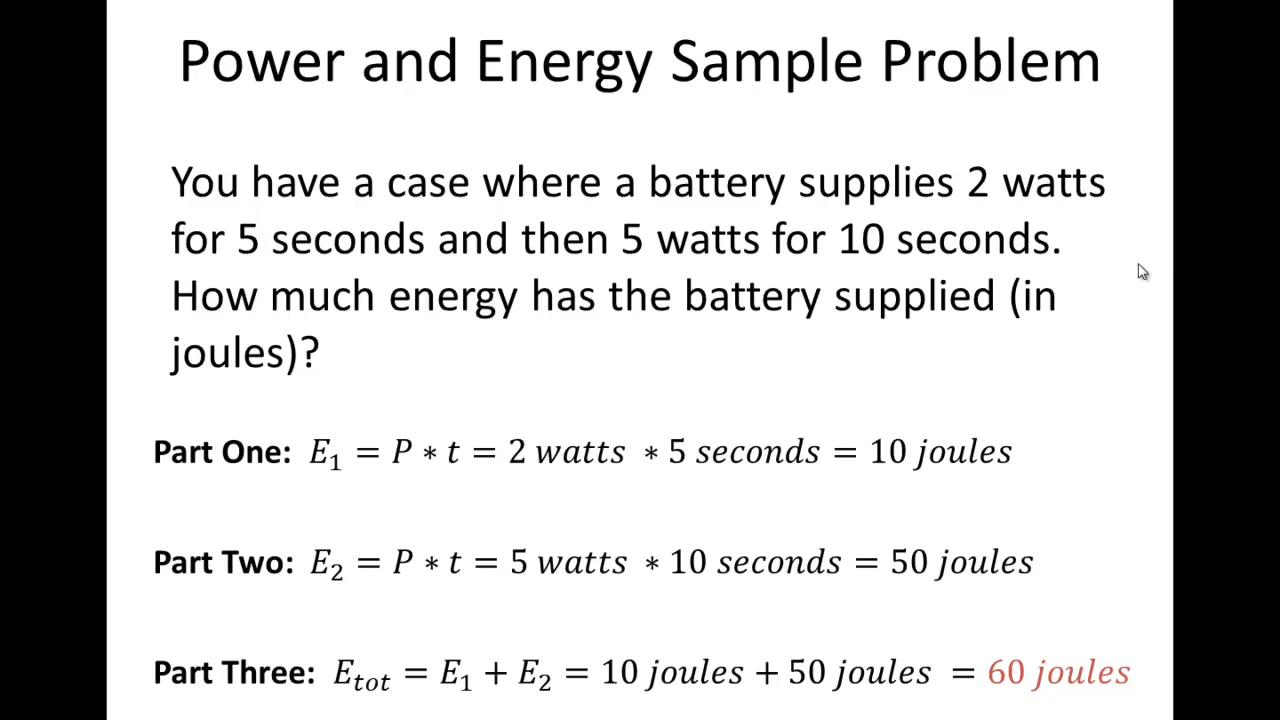 Power and Energy Sample Problem
You have a case where a battery supplies 2 watts
for 5 seconds and then 5 watts for 10 seconds.
How much energy has the battery supplied (in
joules)?
Part One: E₁ = P ∗ t = 2 watts ∗ 5 seconds = 10 joules
Part Two: E₂ = P ∗ t = 5 watts ∗ 10 seconds = 50 joules
Part Three: Eₜₒₜ = E₁ + E₂ = 10 joules + 50 joules = 60 joules